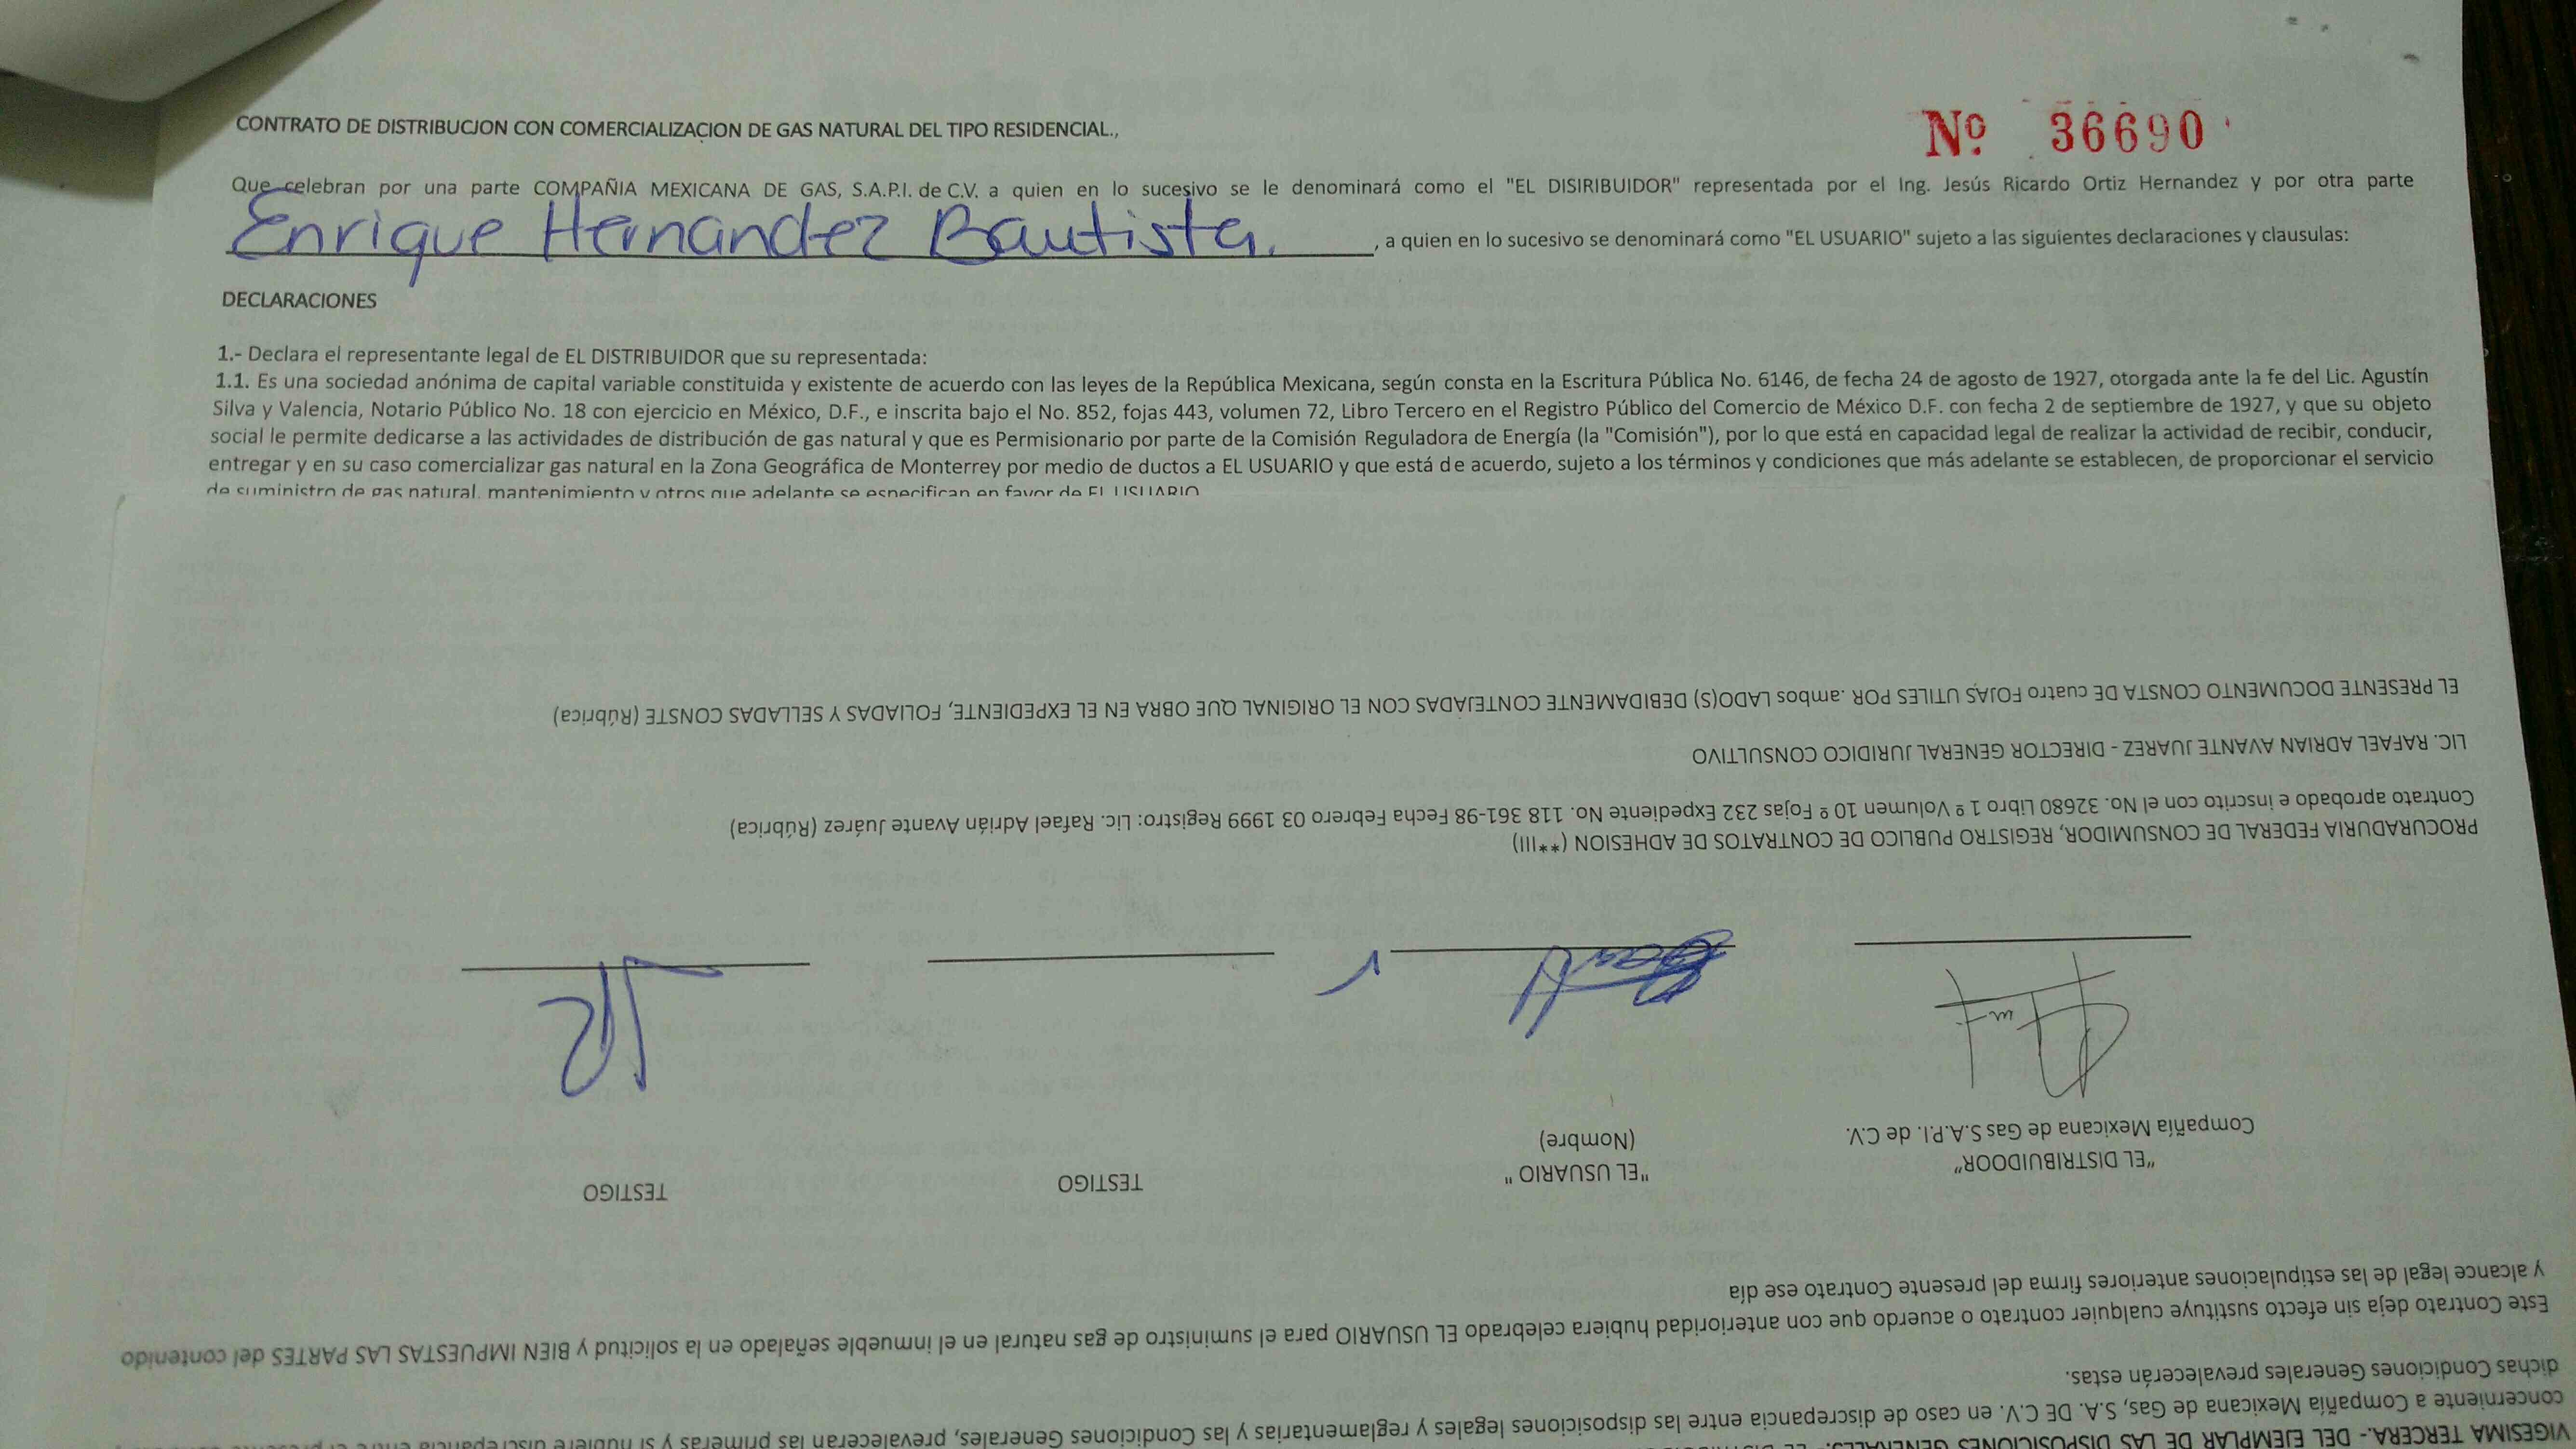 CONTRATO DE DISTRIBUCJON CON COMERCIALIZACION DE GAS NATURAL DEL TIPO RESIDENCIAL.,
Nº 36690
Que celebran por una parte COMPAÑIA MEXICANA DE GAS, S.A.P.I. de C.V. a quien en lo sucesivo se le denominará como el "EL DISIRIBUIDOR" representada por el Ing. Jesús Ricardo Ortiz Hernandez y por otra parte
Enrique Hernandez Bautista. , a quien en lo sucesivo se denominará como "EL USUARIO" sujeto a las siguientes declaraciones y clausulas:
DECLARACIONES
1.- Declara el representante legal de EL DISTRIBUIDOR que su representada:
1.1. Es una sociedad anónima de capital variable constituida y existente de acuerdo con las leyes de la República Mexicana, según consta en la Escritura Pública No. 6146, de fecha 24 de agosto de 1927, otorgada ante la fe del Lic. Agustín
Silva y Valencia, Notario Público No. 18 con ejercicio en México, D.F., e inscrita bajo el No. 852, fojas 443, volumen 72, Libro Tercero en el Registro Público del Comercio de México D.F. con fecha 2 de septiembre de 1927, y que su objeto
social le permite dedicarse a las actividades de distribución de gas natural y que es Permisionario por parte de la Comisión Reguladora de Energía (la "Comisión"), por lo que está en capacidad legal de realizar la actividad de recibir, conducir,
entregar y en su caso comercializar gas natural en la Zona Geográfica de Monterrey por medio de ductos a EL USUARIO y que está de acuerdo, sujeto a los términos y condiciones que más adelante se establecen, de proporcionar el servicio
de suministro de gas natural, mantenimiento y otros que adelante se especifican en favor de EL USUARIO
VIGESIMA TERCERA.- DEL EJEMPLAR DE LAS DISPOSICIONES GENERALES.-
concerniente a Compañía Mexicana de Gas, S.A. DE C.V. en caso de discrepancia entre las disposiciones legales y reglamentarias y las Condiciones Generales, prevalecerán las primeras y si hubiere discrepancia entre el
dichas Condiciones Generales prevalecerán estas.
Este Contrato deja sin efecto sustituye cualquier contrato o acuerdo que con anterioridad hubiera celebrado EL USUARIO para el suministro de gas natural en el inmueble señalado en la solicitud y BIEN IMPUESTAS LAS PARTES del contenido
y alcance legal de las estipulaciones anteriores firma del presente Contrato ese día
"EL DISTRIBUIDOOR"
Compañía Mexicana de Gas S.A.P.I. de C.V.
"EL USUARIO "
(Nombre)
TESTIGO
TESTIGO
PROCURADURIA FEDERAL DE CONSUMIDOR, REGISTRO PUBLICO DE CONTRATOS DE ADHESION (**III)
Contrato aprobado e inscrito con el No. 32680 Libro 1 º Volumen 10 º Fojas 232 Expediente No. 118 361-98 Fecha Febrero 03 1999 Registro: Lic. Rafael Adrián Avante Juárez (Rúbrica)
LIC. RAFAEL ADRIAN AVANTE JUAREZ - DIRECTOR GENERAL JURIDICO CONSULTIVO
EL PRESENTE DOCUMENTO CONSTA DE cuatro FOJAS UTILES POR .ambos LADO(S) DEBIDAMENTE CONTEJADAS CON EL ORIGINAL QUE OBRA EN EL EXPEDIENTE, FOLIADAS Y SELLADAS CONSTE (Rúbrica)